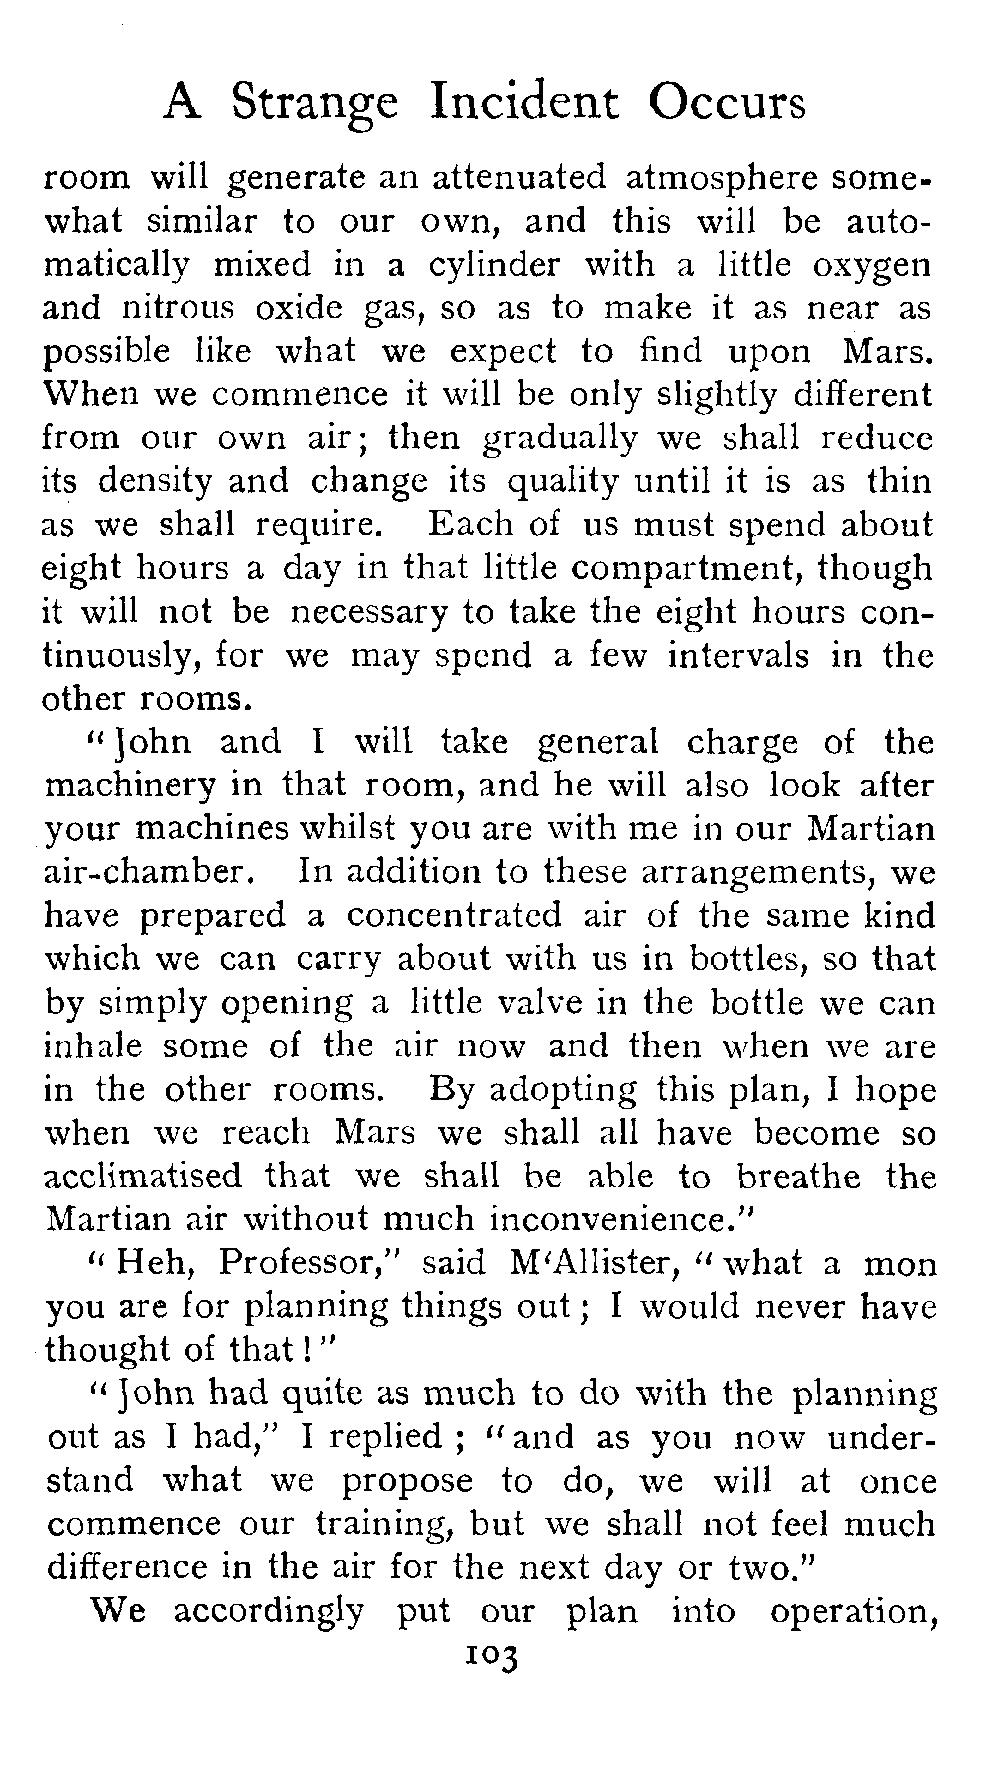 A Strange Incident Occurs
room will generate an attenuated atmosphere some-
what similar to our own, and this will be auto-
matically mixed in a cylinder with a little oxygen
and nitrous oxide gas, so as to make it as near as
possible like what we expect to find upon Mars.
When we commence it will be only slightly different
from our own air; then gradually we shall reduce
its density and change its quality until it is as thin
as we shall require. Each of us must spend about
eight hours a day in that little compartment, though
it will not be necessary to take the eight hours con-
tinuously, for we may spend a few intervals in the
other rooms.
“John and I will take general charge of the
machinery in that room, and he will also look after
your machines whilst you are with me in our Martian
air-chamber. In addition to these arrangements, we
have prepared a concentrated air of the same kind
which we can carry about with us in bottles, so that
by simply opening a little valve in the bottle we can
inhale some of the air now and then when we are
in the other rooms. By adopting this plan, I hope
when we reach Mars we shall all have become so
acclimatised that we shall be able to breathe the
Martian air without much inconvenience.”
“Heh, Professor,” said M‘Allister, “what a mon
you are for planning things out; I would never have
thought of that!”
“John had quite as much to do with the planning
out as I had,” I replied; “and as you now under-
stand what we propose to do, we will at once
commence our training, but we shall not feel much
difference in the air for the next day or two.”
We accordingly put our plan into operation,
103